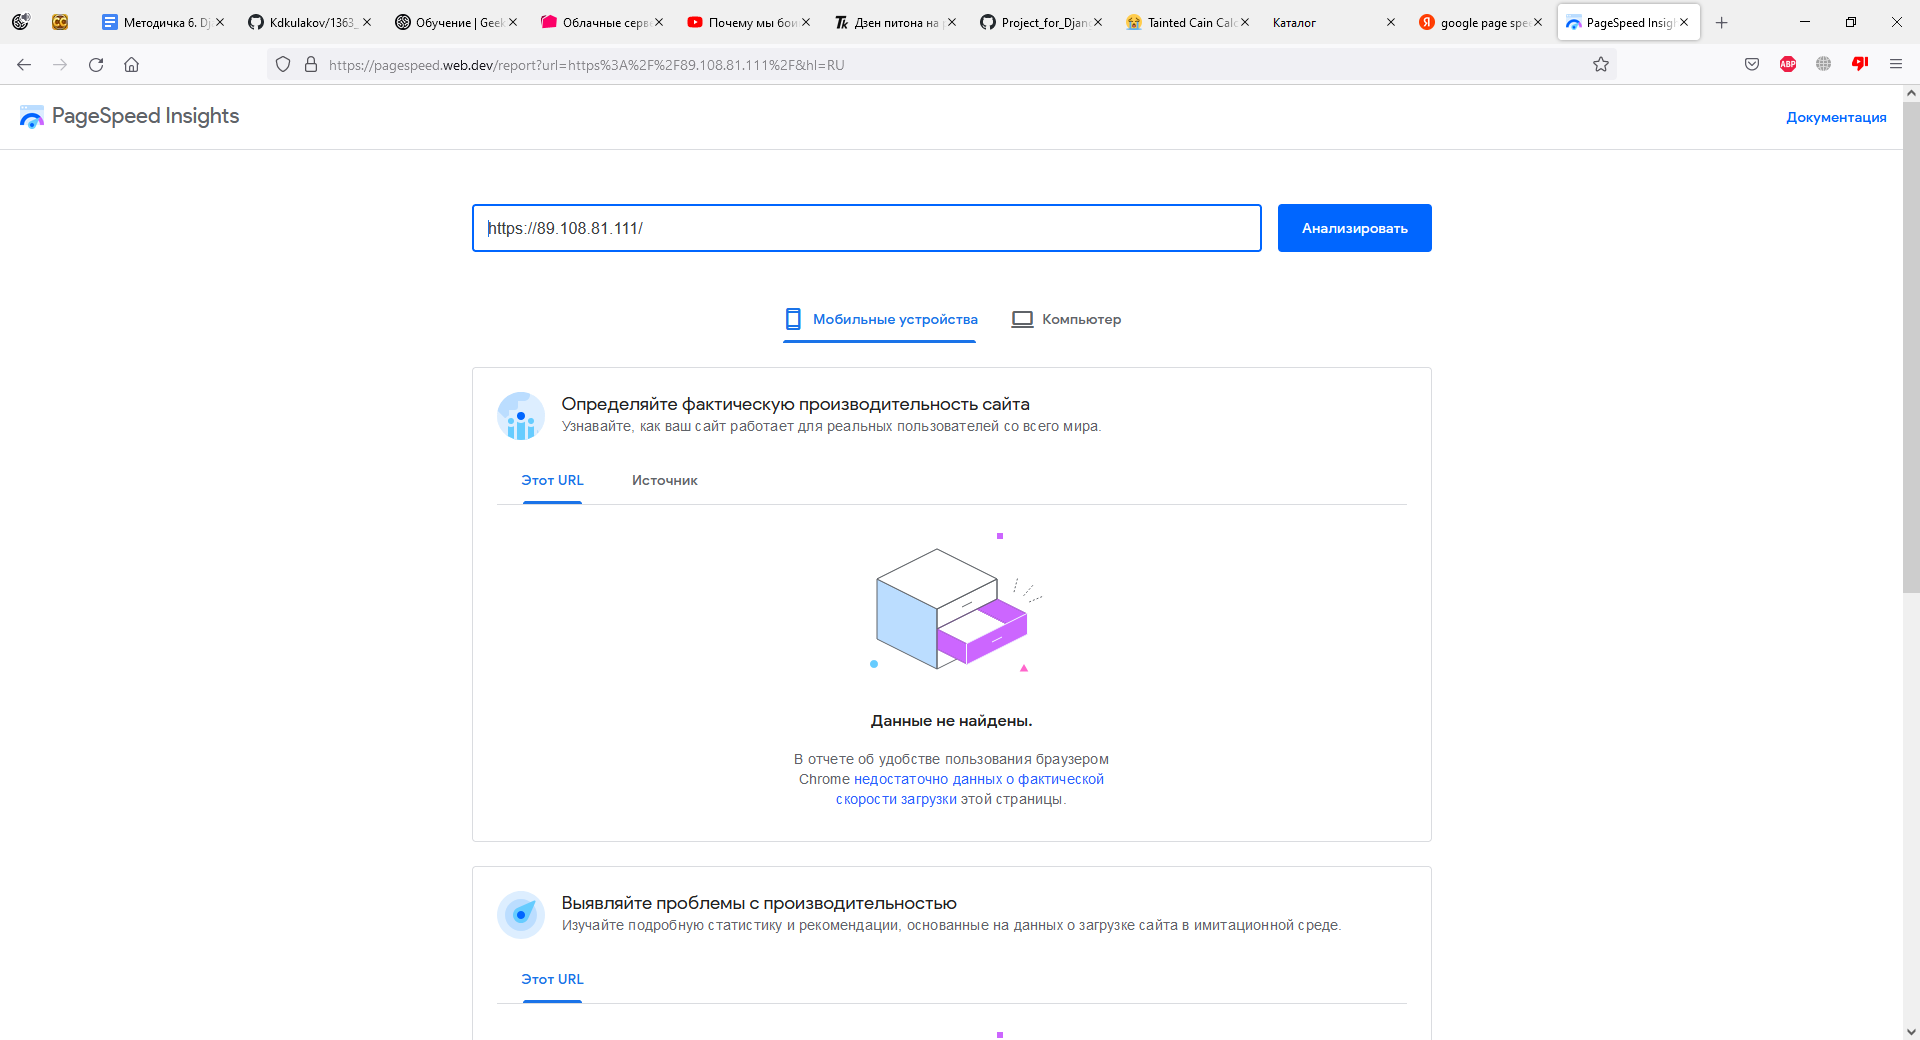 Методичка 6. Dj
Kdkulakov/1363_
Обучение | Geek
Облачные серве
Почему мы бои
Дзен питона на р
Project_for_Djang
Tainted Cain Calc
Каталог
google page spee
PageSpeed Insigh
https://pagespeed.web.dev/report?url=https%3A%2F%2F89.108.81.111%2F&hl=RU
ABP
PageSpeed Insights
Документация
https://89.108.81.111/
Анализировать
Мобильные устройства
Компьютер
Определяйте фактическую производительность сайта
Узнавайте, как ваш сайт работает для реальных пользователей со всего мира.
Этот URL
Источник
Данные не найдены.
В отчете об удобстве пользования браузером
Chrome недостаточно данных о фактической
скорости загрузки этой страницы.
Выявляйте проблемы с производительностью
Изучайте подробную статистику и рекомендации, основанные на данных о загрузке сайта в имитационной среде.
Этот URL